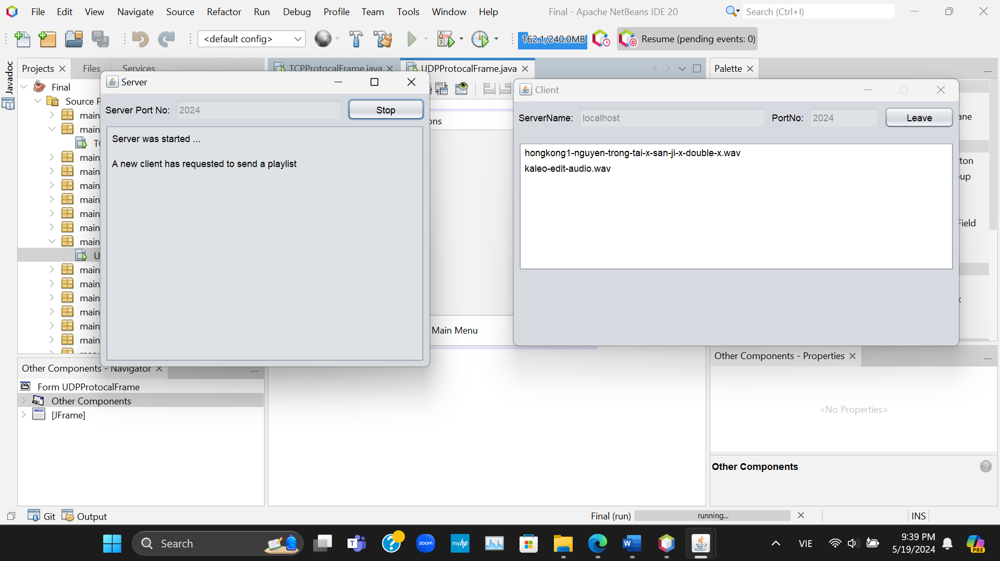 File Edit View Navigate Source Refactor Run Debug Profile Team Tools Window Help
Final - Apache NetBeans IDE 20
Search (Ctrl+I)
<default config>
162.1/240.0MB
Resume (pending events: 0)
Javadoc
Projects
Files
Services
TCPProtocalFrame.java
UDPProtocalFrame.java
Palette
Final
Source P
main
main
TC
main
main
main
main
main
main
main
U
main
main
main
main
main
main
Server
Server Port No:
2024
Stop
Server was started ...
A new client has requested to send a playlist
ons
Main Menu
Client
ServerName:
localhost
PortNo:
2024
Leave
hongkong1-nguyen-trong-tai-x-san-ji-x-double-x.wav
kaleo-edit-audio.wav
ane
ton
up
Field
Other Components - Navigator
Form UDPProtocalFrame
Other Components
[JFrame]
Other Components - Properties
<No Properties>
Other Components
Git
Output
Final (run)
running...
INS
Search
zoom
myhp
VIE
9:39 PM
5/19/2024
PRE